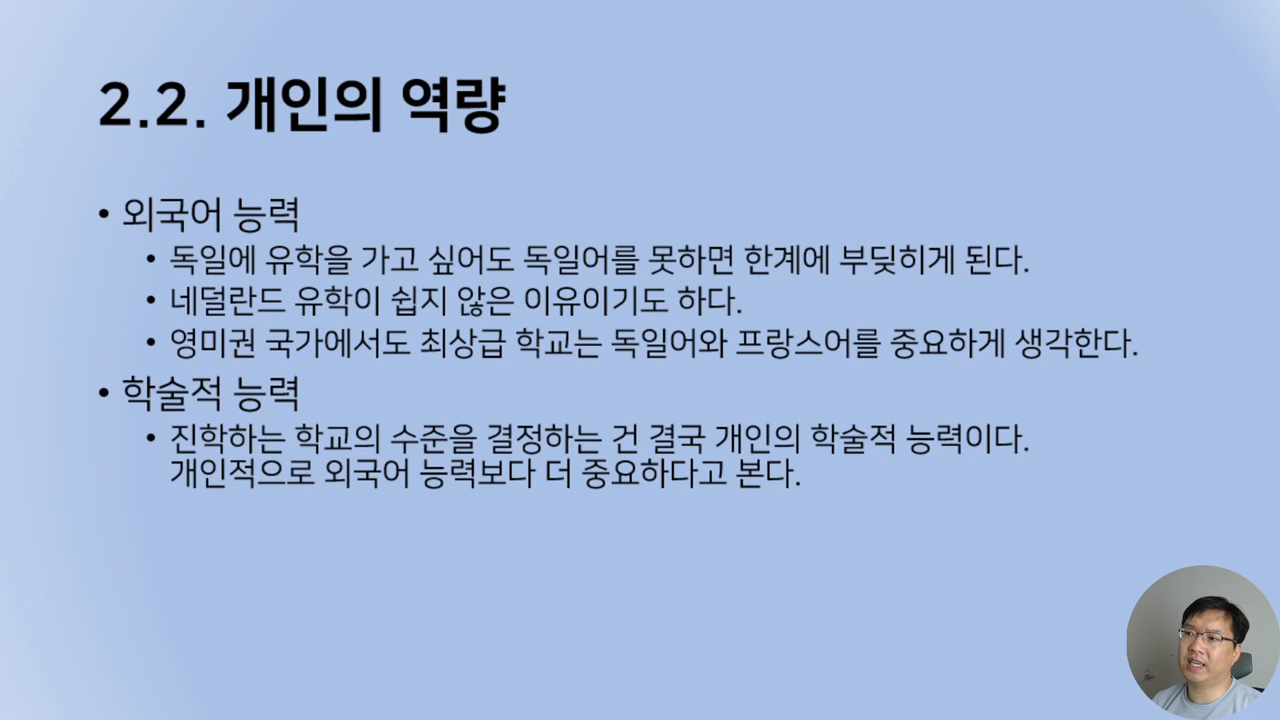 2.2. 개인의 역량
• 외국어 능력
• 독일에 유학을 가고 싶어도 독일어를 못하면 한계에 부딪히게 된다.
• 네덜란드 유학이 쉽지 않은 이유이기도 하다.
• 영미권 국가에서도 최상급 학교는 독일어와 프랑스어를 중요하게 생각한다.
• 학술적 능력
• 진학하는 학교의 수준을 결정하는 건 결국 개인의 학술적 능력이다.
개인적으로 외국어 능력보다 더 중요하다고 본다.